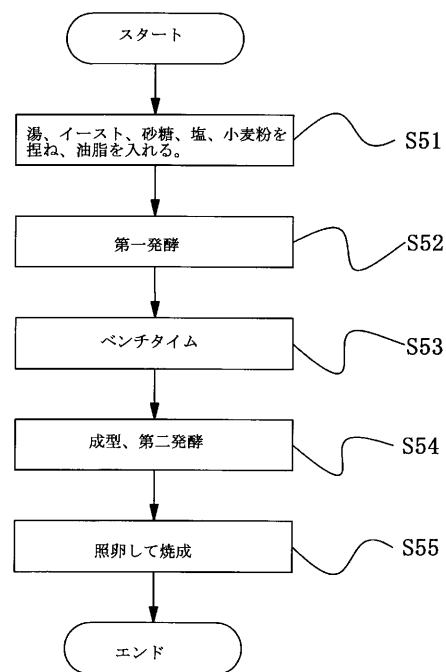 スタート
湯、イースト、砂糖、塩、小麦粉を
捏ね、油脂を入れる。
S51
第一発酵
S52
ベンチタイム
S53
成型、第二発酵
S54
照卵して焼成
S55
エンド